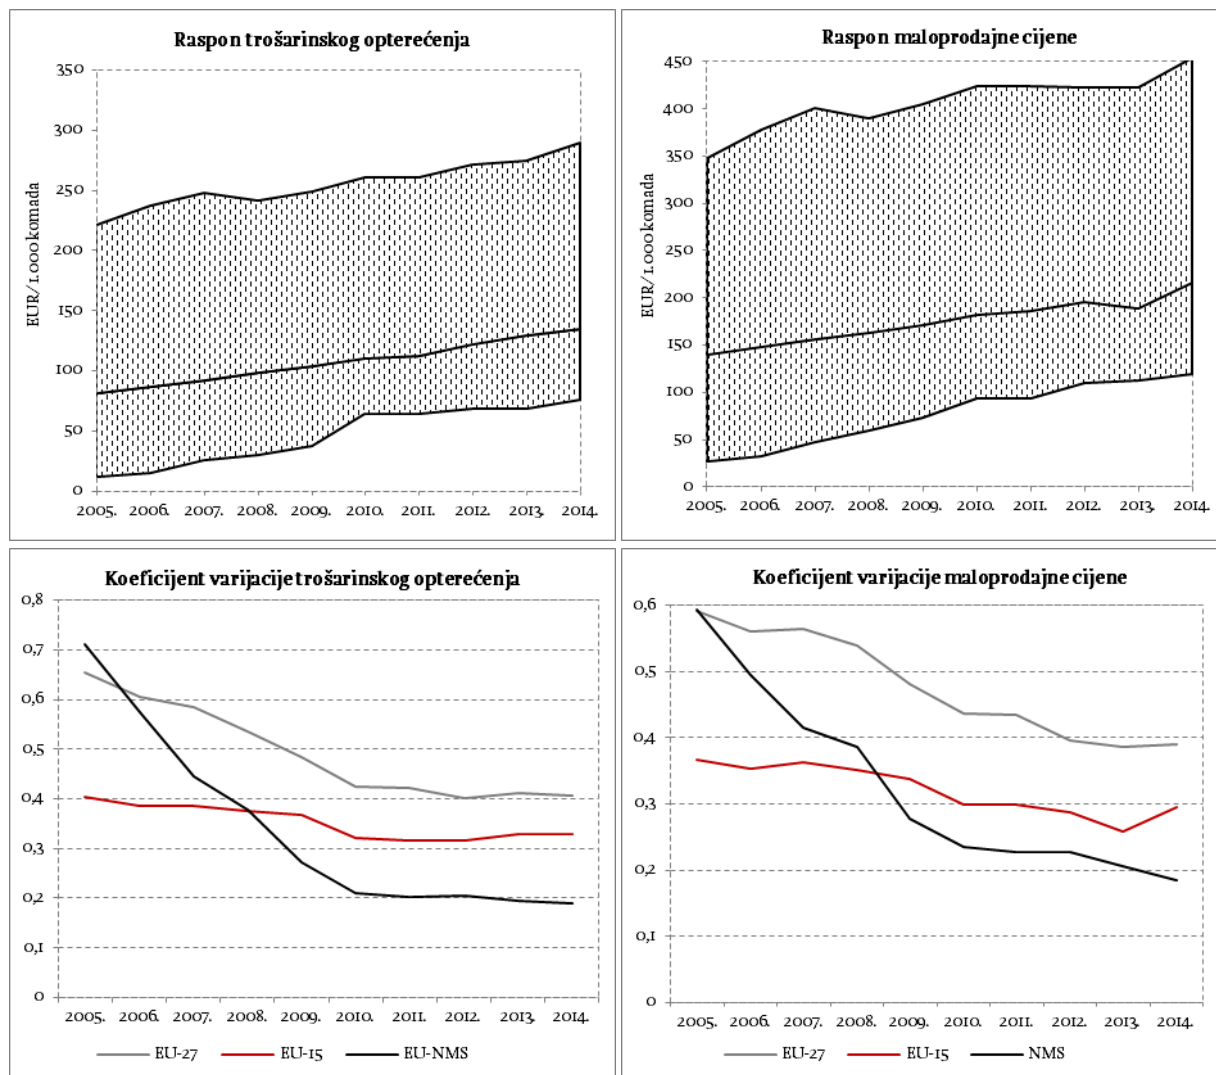 Raspon trošarinskog opterećenja
EUR/1.000 komada
350
300
250
200
150
100
50
0
2005. 2006. 2007. 2008. 2009. 2010. 2011. 2012. 2013. 2014.
Raspon maloprodajne cijene
EUR/1.000 komada
450
400
350
300
250
200
150
100
50
0
2005. 2006. 2007. 2008. 2009. 2010. 2011. 2012. 2013. 2014.
Koeficijent varijacije trošarinskog opterećenja
0,8
0,7
0,6
0,5
0,4
0,3
0,2
0,1
0
2005. 2006. 2007. 2008. 2009. 2010. 2011. 2012. 2013. 2014.
EU-27 EU-15 EU-NMS
Koeficijent varijacije maloprodajne cijene
0,6
0,5
0,4
0,3
0,2
0,1
0
2005. 2006. 2007. 2008. 2009. 2010. 2011. 2012. 2013. 2014.
EU-27 EU-15 NMS